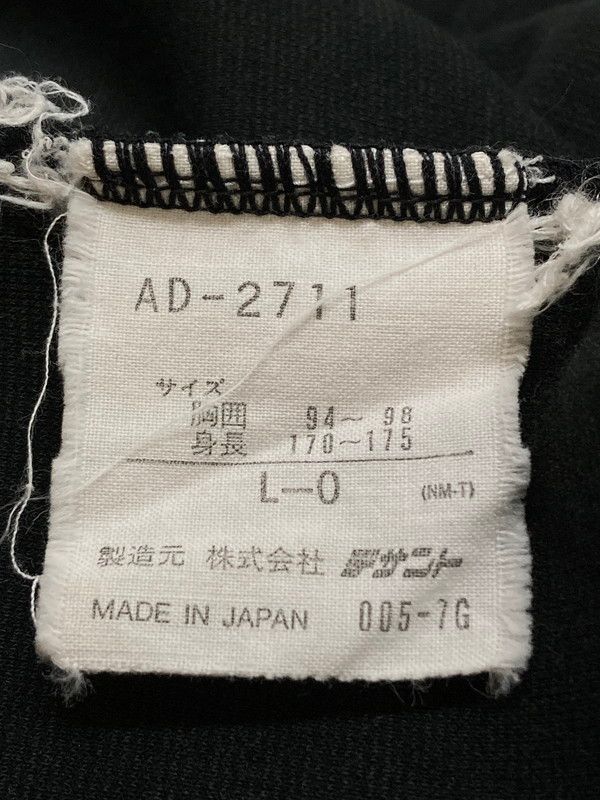 AD-2711
サイズ
胸囲 94〜98
身長 170〜175
L-O (NM-T)
製造元 株式会社 デサント
MADE IN JAPAN 005-7G